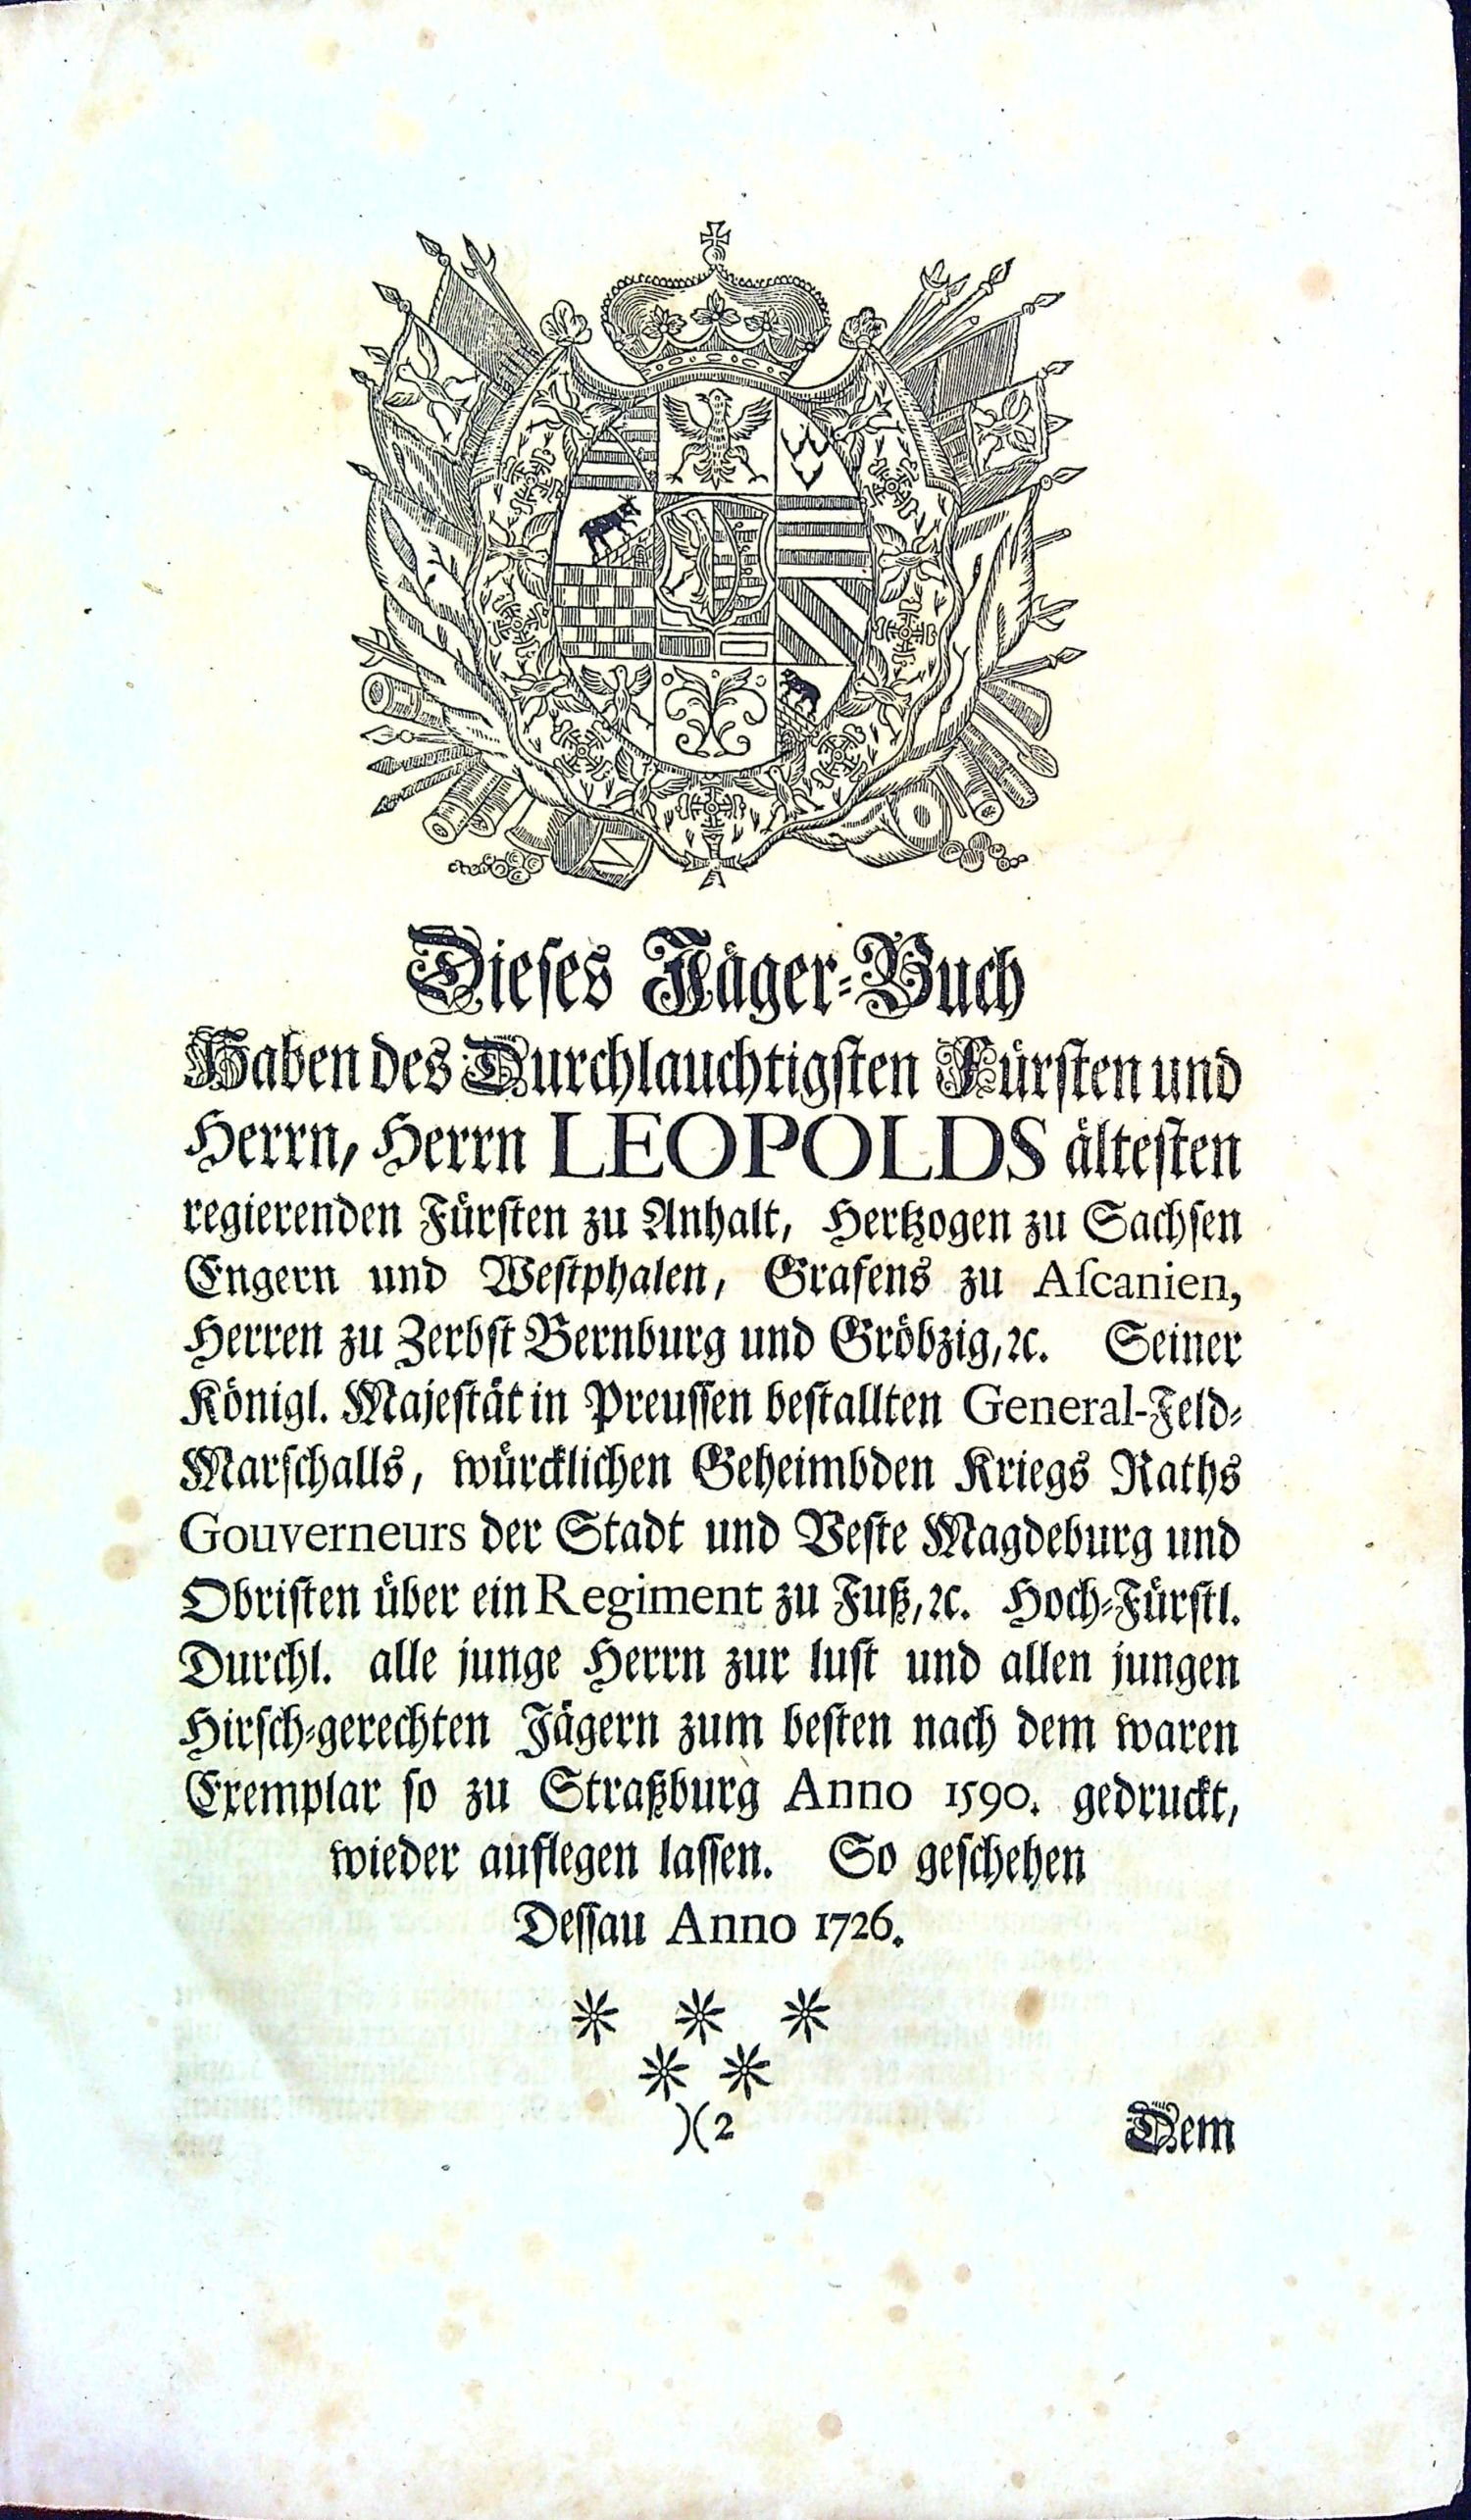 Dieses Jäger-Buch
Haben des Durchlauchtigsten Fürsten und
Herrn, Herrn LEOPOLDS ältesten
regierenden Fürsten zu Anhalt, Hertzogen zu Sachsen
Engern und Westphalen, Grafens zu Ascanien,
Herren zu Zerbst Bernburg und Gröbzig, ꝛc. Seiner
Königl. Majestät in Preussen bestallten General-Feld-
Marschalls, würcklichen Geheimbden Kriegs Raths
Gouverneurs der Stadt und Veste Magdeburg und
Obristen über ein Regiment zu Fuß, ꝛc. Hoch-Fürstl.
Durchl. alle junge Herrn zur lust und allen jungen
Hirsch-gerechten Jägern zum besten nach dem waren
Exemplar so zu Straßburg Anno 1590. gedruckt,
wieder auflegen lassen. So geschehen
Dessau Anno 1726.
* * *
* *
)(2
Dem